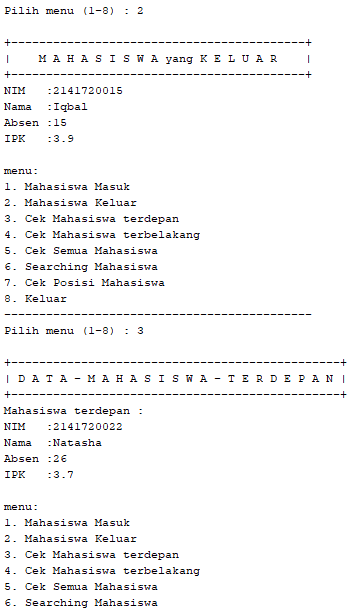 Pilih menu (1-8) : 2
+------------------------------------------+
|    M A H A S I S W A yang K E L U A R    |
+------------------------------------------+
NIM   :2141720015
Nama  :Iqbal
Absen :15
IPK   :3.9
menu:
1. Mahasiswa Masuk
2. Mahasiswa Keluar
3. Cek Mahasiswa terdepan
4. Cek Mahasiswa terbelakang
5. Cek Semua Mahasiswa
6. Searching Mahasiswa
7. Cek Posisi Mahasiswa
8. Keluar
--------------------------------------------
Pilih menu (1-8) : 3
+-----------------------------------------------+
| D A T A - M A H A S I S W A - T E R D E P A N |
+-----------------------------------------------+
Mahasiswa terdepan :
NIM   :2141720022
Nama  :Natasha
Absen :26
IPK   :3.7
menu:
1. Mahasiswa Masuk
2. Mahasiswa Keluar
3. Cek Mahasiswa terdepan
4. Cek Mahasiswa terbelakang
5. Cek Semua Mahasiswa
6. Searching Mahasiswa